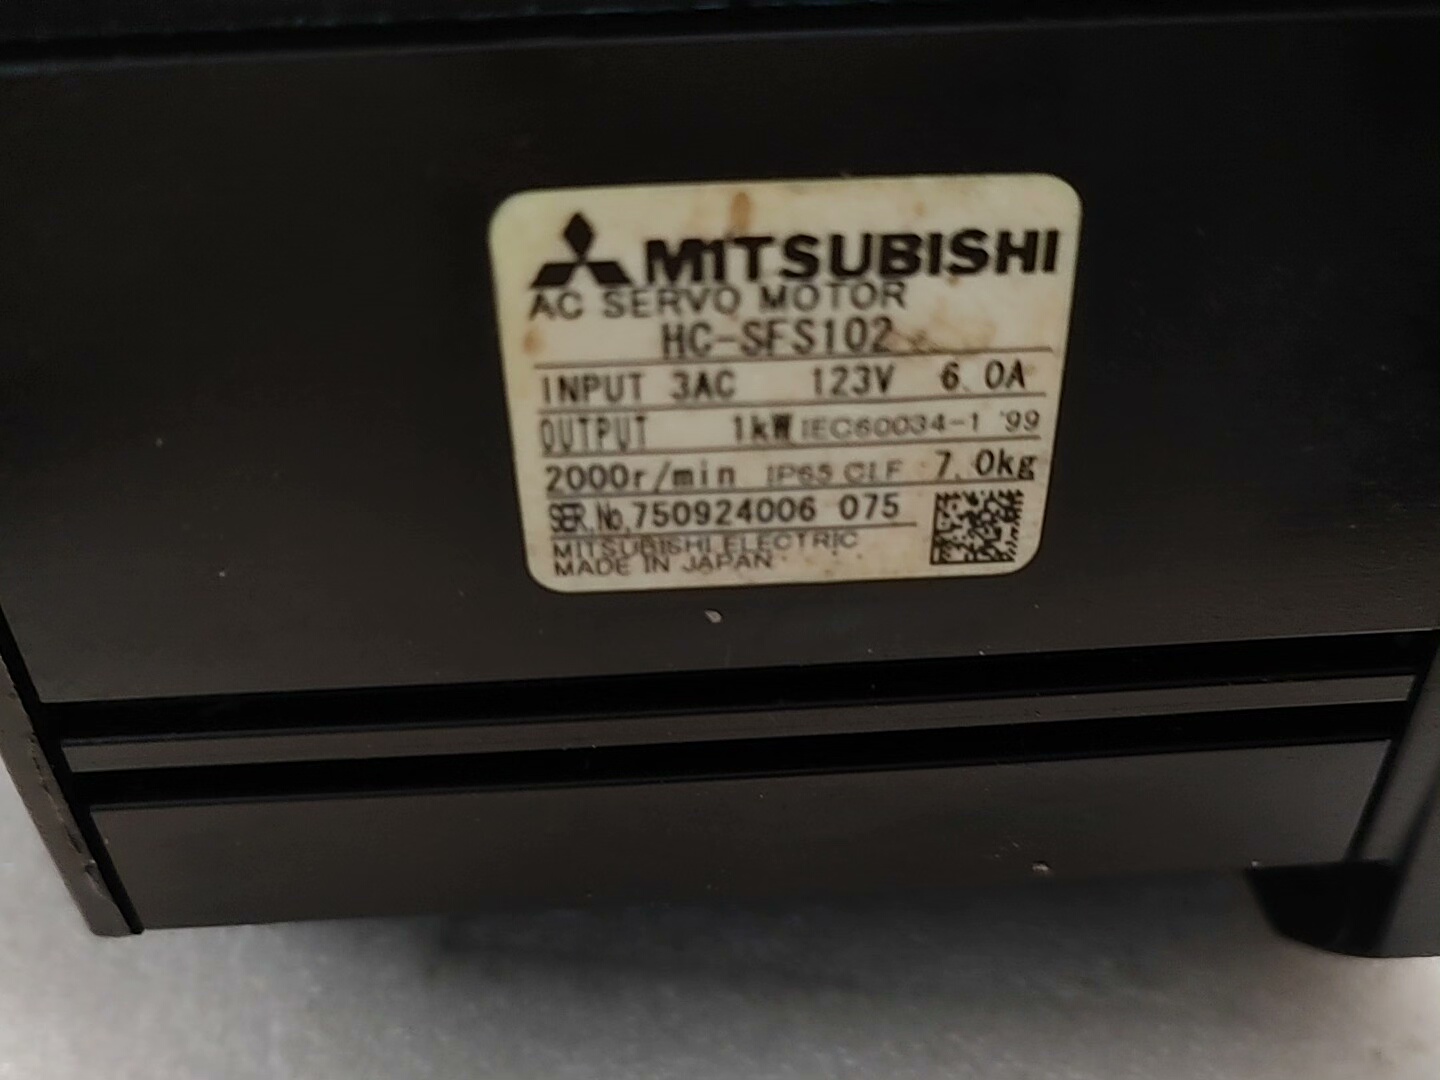 MITSUBISHI
AC SERVO MOTOR
HC-SFS102
INPUT 3AC 123V 6.0A
OUTPUT 1kW IEC60034-1 '99
2000r/min IP65 Cl.F 7.0kg
SER.No.750924006 075
MITSUBISHI ELECTRIC
MADE IN JAPAN